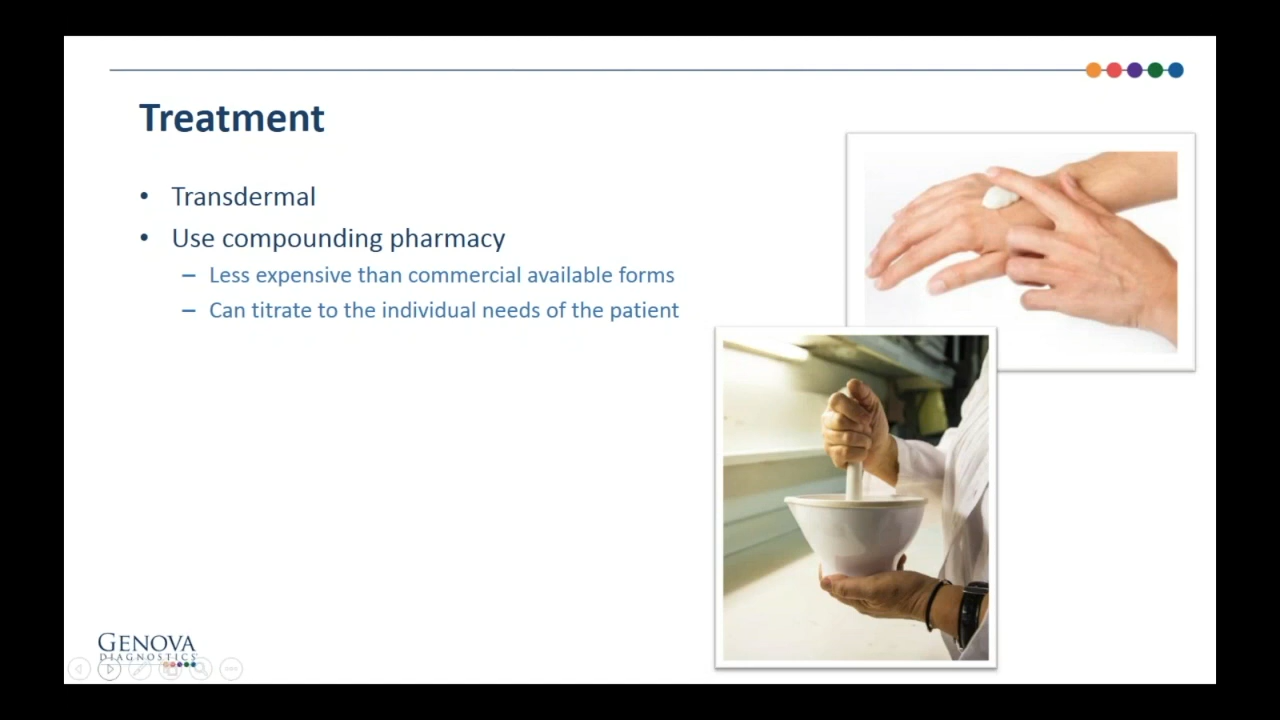 Treatment
• Transdermal
• Use compounding pharmacy
– Less expensive than commercial available forms
– Can titrate to the individual needs of the patient
GENOVA
DIAGNOSTICS